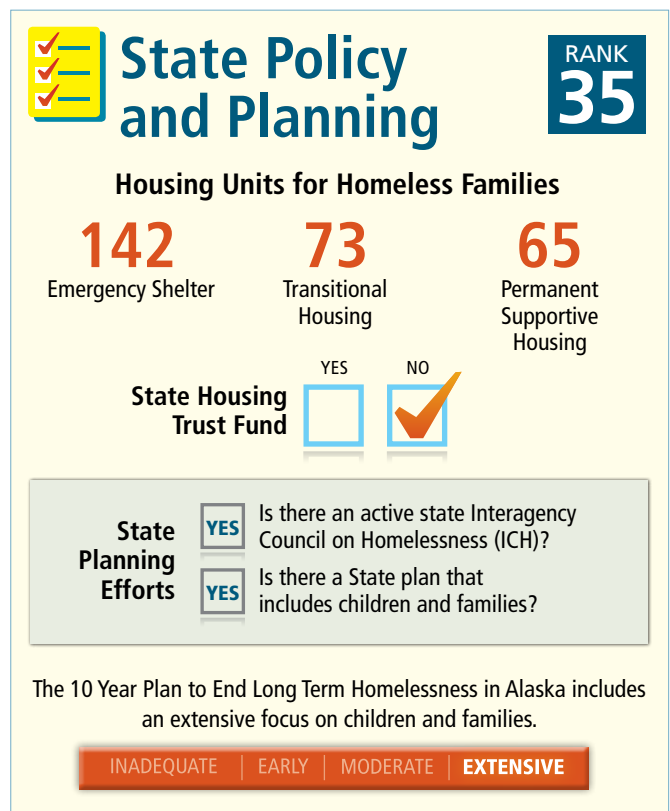 State Policy
and Planning
RANK
35
Housing Units for Homeless Families
142
Emergency Shelter
73
Transitional
Housing
65
Permanent
Supportive
Housing
YES
NO
State Housing
Trust Fund
State
Planning
Efforts
YES
Is there an active state Interagency
Council on Homelessness (ICH)?
YES
Is there a State plan that
includes children and families?
The 10 Year Plan to End Long Term Homelessness in Alaska includes
an extensive focus on children and families.
INADEQUATE | EARLY | MODERATE | EXTENSIVE